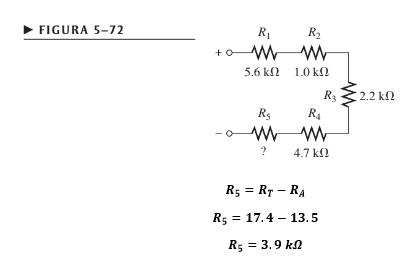 ▶ FIGURA 5–72
R1 R2
+
5.6 kΩ 1.0 kΩ
R3 2.2 kΩ
R5 R4
–
? 4.7 kΩ
R5 = RT − RA
R5 = 17.4 − 13.5
R5 = 3.9 kΩ